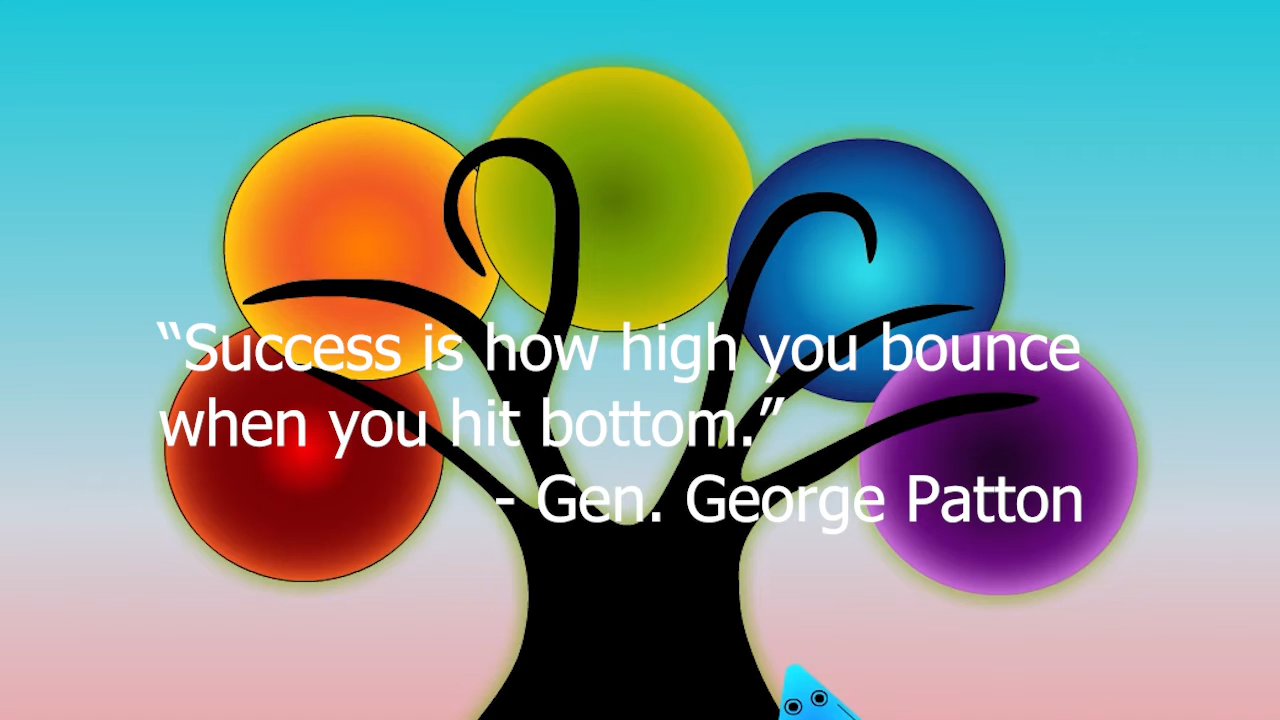 “Success is how high you bounce
when you hit bottom.”
- Gen. George Patton